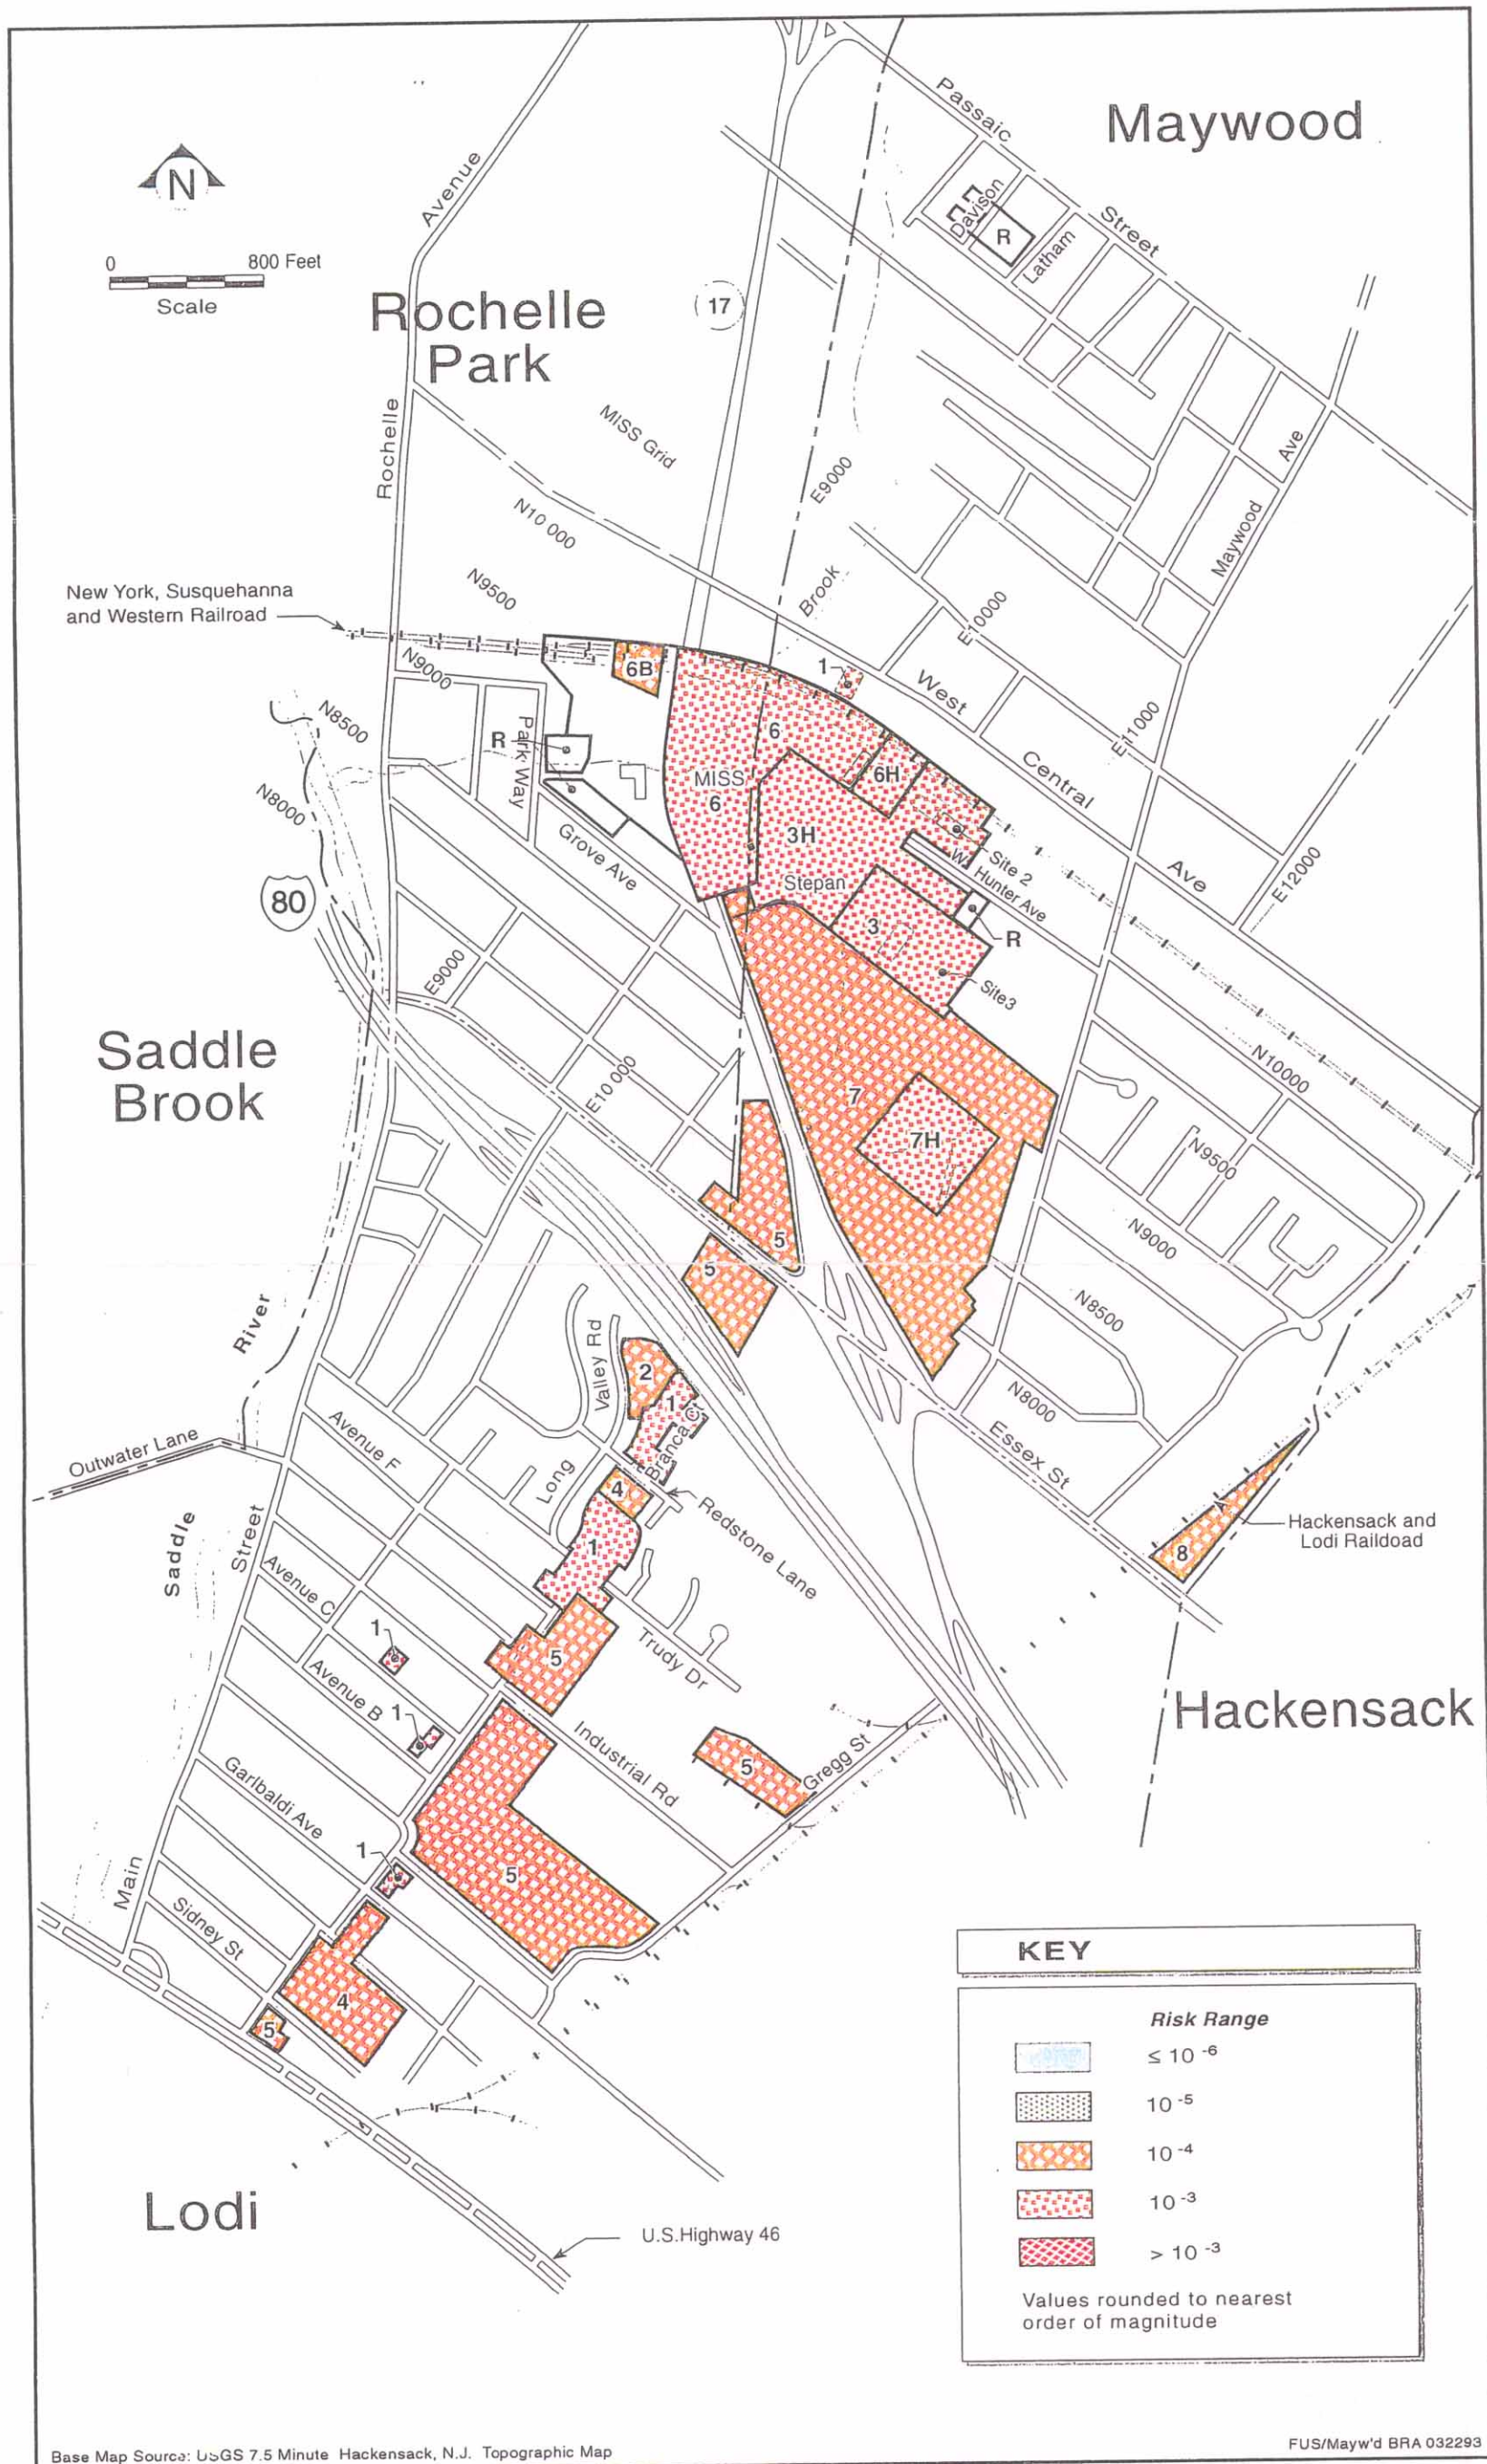 Maywood
Passaic
Street
Davison
R
Latham
N
0 800 Feet
Scale
Avenue
Rochelle
Park
17
MISS Grid
Rochelle
N10 000
E9000
Ave
Maywood
Brook
N9500
E10000
New York, Susquehanna
and Western Railroad
N9000
6B
1
West
E11000
N8500
Park Way
R
6
6H
MISS
6
Central
N8000
3H
Grove Ave
Stepan
Site 2
W. Hunter Ave
Ave
E12000
80
3
R
E9000
Site3
Saddle
Brook
E10 000
N10000
7
7H
N9500
5
N9000
5
River
N8500
Valley Rd
2
1
N8000
Branca Ct
Avenue F
Outwater Lane
Long
4
Essex St
Redstone Lane
Hackensack and
Lodi Raildoad
8
1
Saddle
Street
Avenue C
1
5
Trudy Dr
Avenue B
1
Hackensack
Industrial Rd
5
Gregg St
Garlbaldi Ave
1
5
Main
Sidney St
4
5
KEY
Risk Range
≤ 10 -6
10 -5
10 -4
10 -3
> 10 -3
Values rounded to nearest
order of magnitude
Lodi
U.S.Highway 46
Base Map Source: USGS 7.5 Minute Hackensack, N.J. Topographic Map
FUS/Mayw'd BRA 032293